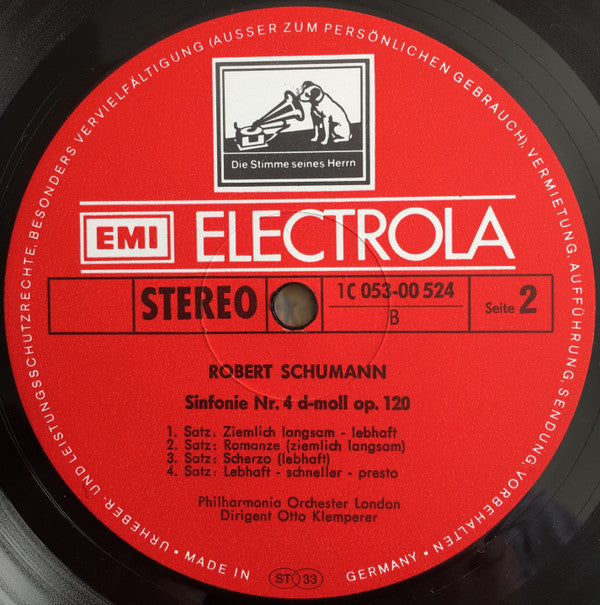 URHEBER- UND LEISTUNGSSCHUTZRECHTE, BESONDERS VERVIELFÄLTIGUNG (AUSSER ZUM PERSÖNLICHEN GEBRAUCH), VERMIETUNG, AUFFÜHRUNG, SENDUNG, VORBEHALTEN •
Die Stimme seines Herrn
EMI ELECTROLA
STEREO
1C 053-00 524
B
Seite 2
ROBERT SCHUMANN
Sinfonie Nr. 4 d-moll op. 120
1. Satz: Ziemlich langsam - lebhaft
2. Satz: Romanze (ziemlich langsam)
3. Satz: Scherzo (lebhaft)
4. Satz: Lebhaft - schneller - presto
Philharmonia Orchester London
Dirigent Otto Klemperer
• MADE IN GERMANY
ST 33